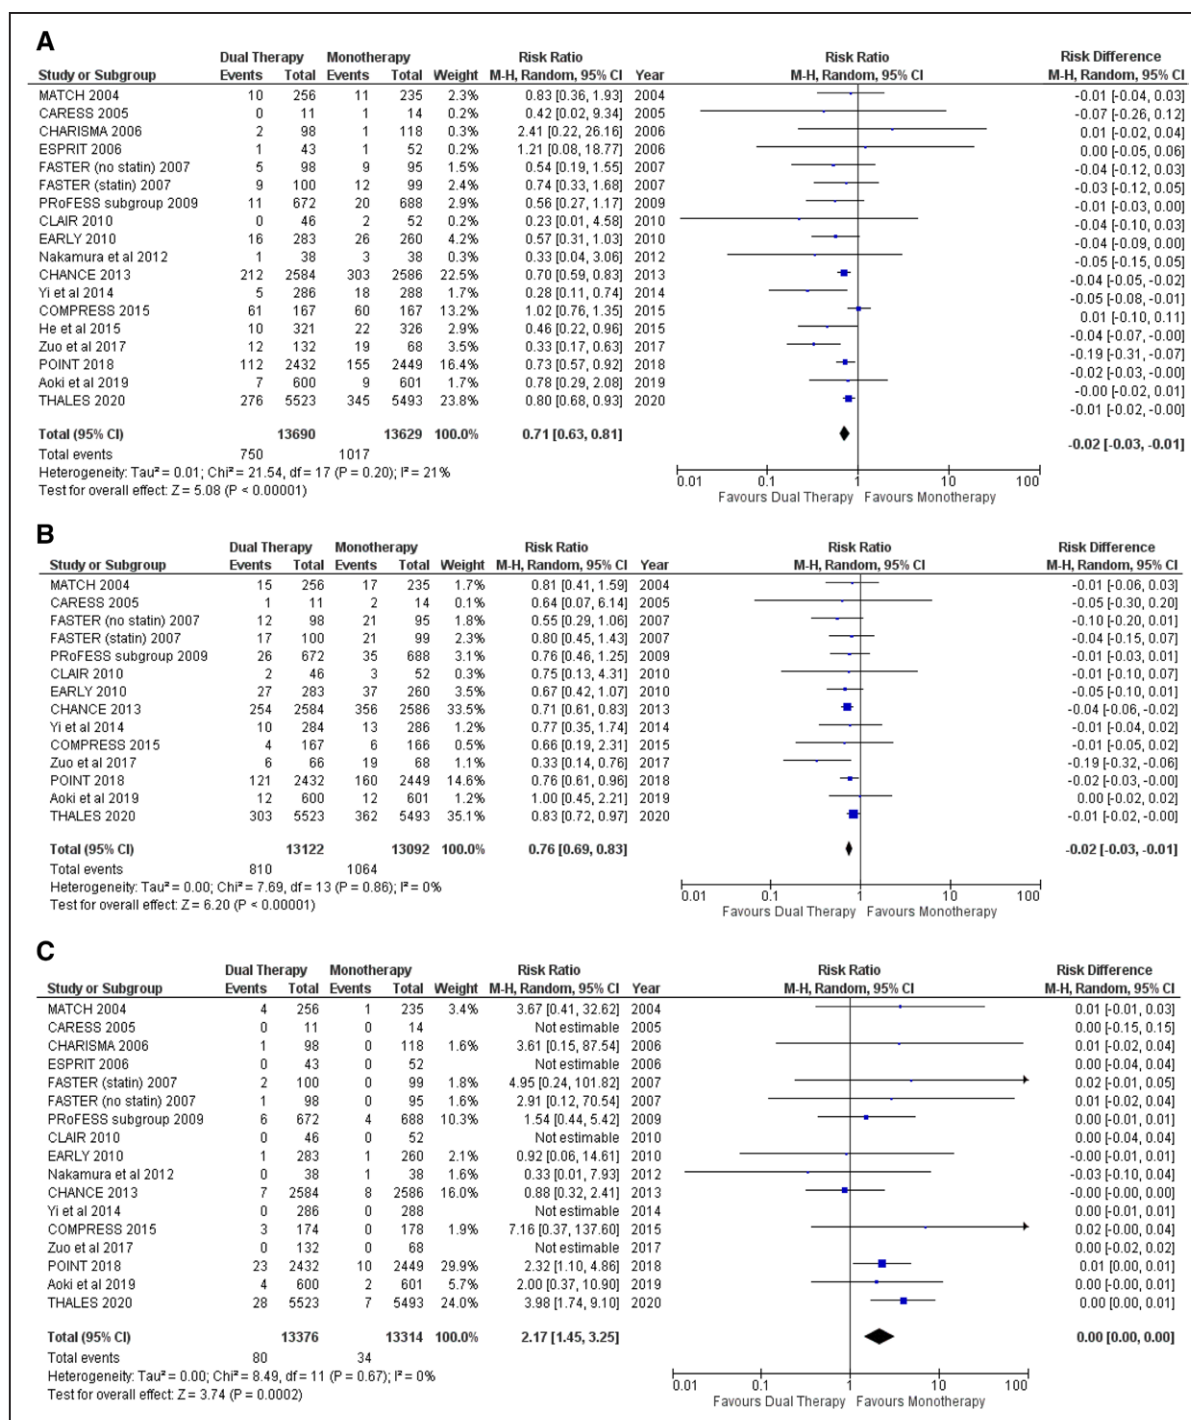 A
Dual Therapy Monotherapy Risk Ratio Risk Ratio Risk Difference
Study or Subgroup Events Total Events Total Weight M-H, Random, 95% CI Year M-H, Random, 95% CI M-H, Random, 95% CI
MATCH 2004 10 256 11 235 2.3% 0.83 [0.36, 1.93] 2004 -0.01 [-0.04, 0.03]
CARESS 2005 0 11 1 14 0.2% 0.42 [0.02, 9.34] 2005 -0.07 [-0.26, 0.12]
CHARISMA 2006 2 98 1 118 0.3% 2.41 [0.22, 26.16] 2006 0.01 [-0.02, 0.04]
ESPRIT 2006 1 43 1 52 0.2% 1.21 [0.08, 18.77] 2006 0.00 [-0.05, 0.06]
FASTER (no statin) 2007 5 98 9 95 1.5% 0.54 [0.19, 1.55] 2007 -0.04 [-0.12, 0.03]
FASTER (statin) 2007 9 100 12 99 2.4% 0.74 [0.33, 1.68] 2007 -0.03 [-0.12, 0.05]
PRoFESS subgroup 2009 11 672 20 688 2.9% 0.56 [0.27, 1.17] 2009 -0.01 [-0.03, 0.00]
CLAIR 2010 0 46 2 52 0.2% 0.23 [0.01, 4.58] 2010 -0.04 [-0.10, 0.03]
EARLY 2010 16 283 26 260 4.2% 0.57 [0.31, 1.03] 2010 -0.04 [-0.09, 0.00]
Nakamura et al 2012 1 38 3 38 0.4% 0.33 [0.04, 3.06] 2012 -0.05 [-0.15, 0.05]
CHANCE 2013 212 2584 303 2586 22.5% 0.70 [0.59, 0.83] 2013 -0.04 [-0.05, -0.02]
Yi et al 2014 5 286 18 288 1.7% 0.28 [0.11, 0.74] 2014 -0.05 [-0.08, -0.01]
COMPRESS 2015 61 167 60 167 13.2% 1.02 [0.76, 1.35] 2015 0.01 [-0.10, 0.11]
He et al 2015 10 321 22 326 2.9% 0.46 [0.22, 0.96] 2015 -0.04 [-0.07, -0.00]
Zuo et al 2017 12 132 19 68 3.5% 0.33 [0.17, 0.63] 2017 -0.19 [-0.31, -0.07]
POINT 2018 112 2432 155 2449 16.4% 0.73 [0.57, 0.92] 2018 -0.02 [-0.03, -0.00]
Aoki et al 2019 7 600 9 601 1.7% 0.78 [0.29, 2.08] 2019 -0.00 [-0.02, 0.01]
THALES 2020 276 5523 345 5493 23.8% 0.80 [0.68, 0.93] 2020 -0.01 [-0.02, -0.00]
Total (95% CI) 13690 13629 100.0% 0.71 [0.63, 0.81] -0.02 [-0.03, -0.01]
Total events 750 1017
Heterogeneity: Tau² = 0.01; Chi² = 21.54, df = 17 (P = 0.20); I² = 21%
Test for overall effect: Z = 5.08 (P < 0.00001)
0.01 0.1 1 10 100
Favours Dual Therapy Favours Monotherapy
B
Dual Therapy Monotherapy Risk Ratio Risk Ratio Risk Difference
Study or Subgroup Events Total Events Total Weight M-H, Random, 95% CI Year M-H, Random, 95% CI M-H, Random, 95% CI
MATCH 2004 15 256 17 235 1.7% 0.81 [0.41, 1.59] 2004 -0.01 [-0.06, 0.03]
CARESS 2005 1 11 2 14 0.1% 0.64 [0.07, 6.14] 2005 -0.05 [-0.30, 0.20]
FASTER (no statin) 2007 12 98 21 95 1.8% 0.55 [0.29, 1.06] 2007 -0.10 [-0.20, 0.01]
FASTER (statin) 2007 17 100 21 99 2.3% 0.80 [0.45, 1.43] 2007 -0.04 [-0.15, 0.07]
PRoFESS subgroup 2009 26 672 35 688 3.1% 0.76 [0.46, 1.25] 2009 -0.01 [-0.03, 0.01]
CLAIR 2010 2 46 3 52 0.2% 0.75 [0.13, 4.31] 2010 -0.01 [-0.10, 0.07]
EARLY 2010 27 283 37 260 3.5% 0.67 [0.42, 1.07] 2010 -0.05 [-0.10, 0.01]
CHANCE 2013 254 2584 356 2586 33.5% 0.71 [0.61, 0.83] 2013 -0.04 [-0.06, -0.02]
Yi et al 2014 10 284 13 286 1.2% 0.77 [0.35, 1.74] 2014 -0.01 [-0.04, 0.02]
COMPRESS 2015 4 167 6 166 0.5% 0.66 [0.19, 2.31] 2015 -0.01 [-0.05, 0.02]
Zuo et al 2017 6 66 19 68 1.1% 0.33 [0.14, 0.76] 2017 -0.19 [-0.32, -0.06]
POINT 2018 121 2432 160 2449 14.6% 0.76 [0.61, 0.96] 2018 -0.02 [-0.03, -0.00]
Aoki et al 2019 12 600 12 601 1.2% 1.00 [0.45, 2.21] 2019 0.00 [-0.02, 0.02]
THALES 2020 303 5523 362 5493 35.1% 0.83 [0.72, 0.97] 2020 -0.01 [-0.02, -0.00]
Total (95% CI) 13122 13092 100.0% 0.76 [0.69, 0.83] -0.02 [-0.03, -0.01]
Total events 810 1064
Heterogeneity: Tau² = 0.00; Chi² = 7.69, df = 13 (P = 0.86); I² = 0%
Test for overall effect: Z = 6.20 (P < 0.00001)
0.01 0.1 1 10 100
Favours Dual Therapy Favours Monotherapy
C
Dual Therapy Monotherapy Risk Ratio Risk Ratio Risk Difference
Study or Subgroup Events Total Events Total Weight M-H, Random, 95% CI Year M-H, Random, 95% CI M-H, Random, 95% CI
MATCH 2004 4 256 1 235 3.4% 3.67 [0.41, 32.62] 2004 0.01 [-0.01, 0.03]
CARESS 2005 0 11 0 14 Not estimable 2005 0.00 [-0.15, 0.15]
CHARISMA 2006 1 98 0 118 1.6% 3.61 [0.15, 87.54] 2006 0.01 [-0.02, 0.04]
ESPRIT 2006 0 43 0 52 Not estimable 2006 0.00 [-0.04, 0.04]
FASTER (statin) 2007 2 100 0 99 1.8% 4.95 [0.24, 101.82] 2007 0.02 [-0.01, 0.05]
FASTER (no statin) 2007 1 98 0 95 1.6% 2.91 [0.12, 70.54] 2007 0.01 [-0.02, 0.04]
PRoFESS subgroup 2009 6 672 4 688 10.3% 1.54 [0.44, 5.42] 2009 0.00 [-0.01, 0.01]
CLAIR 2010 0 46 0 52 Not estimable 2010 0.00 [-0.04, 0.04]
EARLY 2010 1 283 1 260 2.1% 0.92 [0.06, 14.61] 2010 -0.00 [-0.01, 0.01]
Nakamura et al 2012 0 38 1 38 1.6% 0.33 [0.01, 7.93] 2012 -0.03 [-0.10, 0.04]
CHANCE 2013 7 2584 8 2586 16.0% 0.88 [0.32, 2.41] 2013 -0.00 [-0.00, 0.00]
Yi et al 2014 0 286 0 288 Not estimable 2014 0.00 [-0.01, 0.01]
COMPRESS 2015 3 174 0 178 1.9% 7.16 [0.37, 137.60] 2015 0.02 [-0.00, 0.04]
Zuo et al 2017 0 132 0 68 Not estimable 2017 0.00 [-0.02, 0.02]
POINT 2018 23 2432 10 2449 29.9% 2.32 [1.10, 4.86] 2018 0.01 [0.00, 0.01]
Aoki et al 2019 4 600 2 601 5.7% 2.00 [0.37, 10.90] 2019 0.00 [-0.00, 0.01]
THALES 2020 28 5523 7 5493 24.0% 3.98 [1.74, 9.10] 2020 0.00 [0.00, 0.01]
Total (95% CI) 13376 13314 100.0% 2.17 [1.45, 3.25] 0.00 [0.00, 0.00]
Total events 80 34
Heterogeneity: Tau² = 0.00; Chi² = 8.49, df = 11 (P = 0.67); I² = 0%
Test for overall effect: Z = 3.74 (P = 0.0002)
0.01 0.1 1 10 100
Favours Dual Therapy Favours Monotherapy